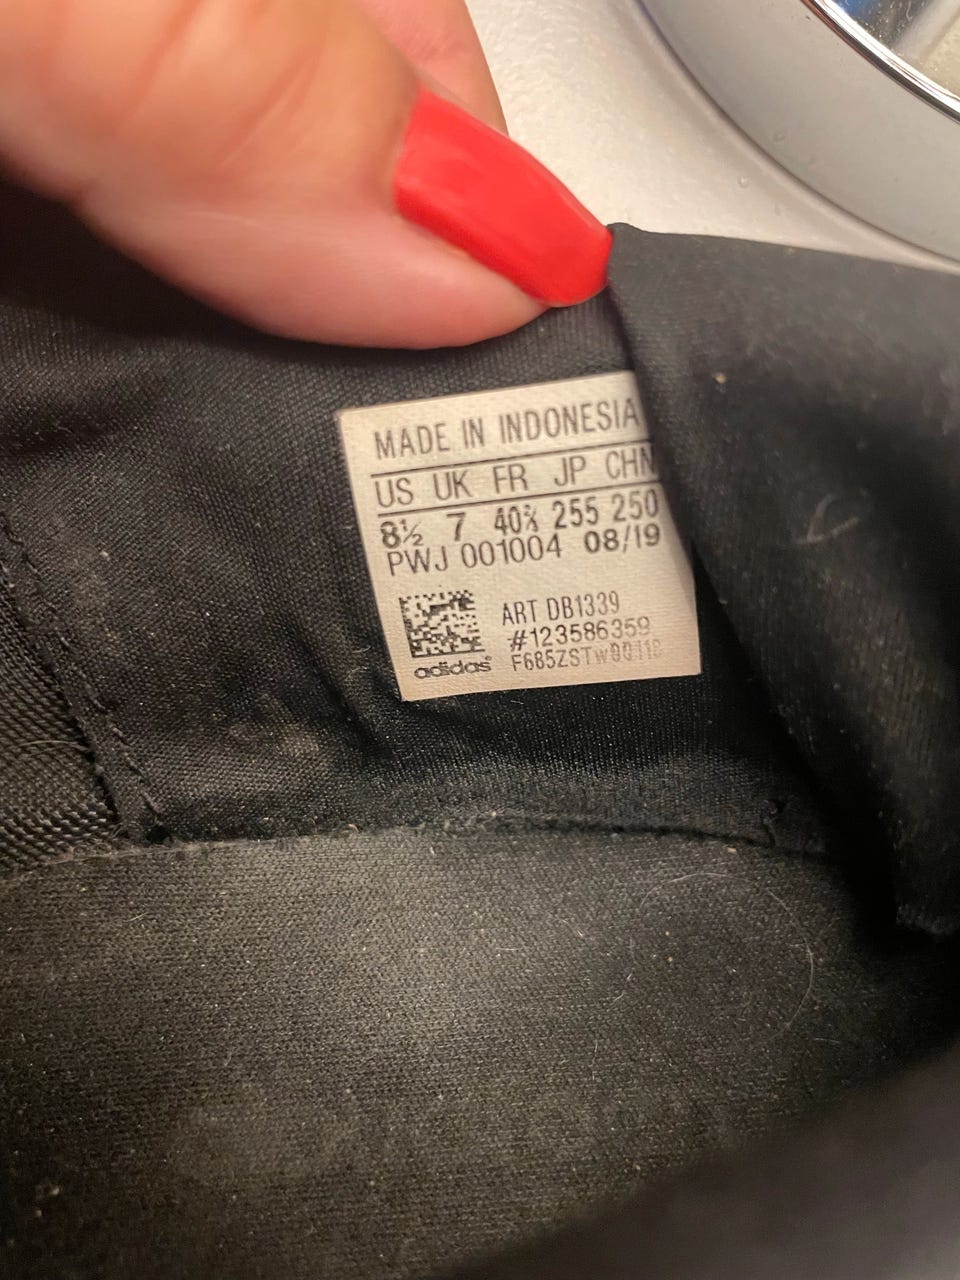 MADE IN INDONESIA
US UK FR JP CHN
8½ 7 40⅔ 255 250
PWJ 001004 08/19
ART DB1339
#123586359
adidas